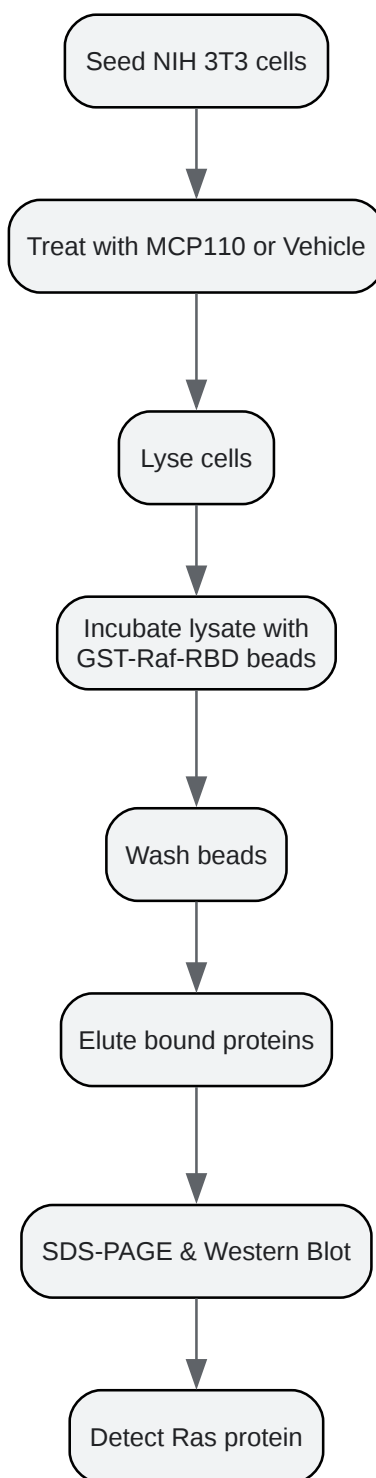 Seed NIH 3T3 cells
Treat with MCP110 or Vehicle
Lyse cells
Incubate lysate with
GST-Raf-RBD beads
Wash beads
Elute bound proteins
SDS-PAGE & Western Blot
Detect Ras protein